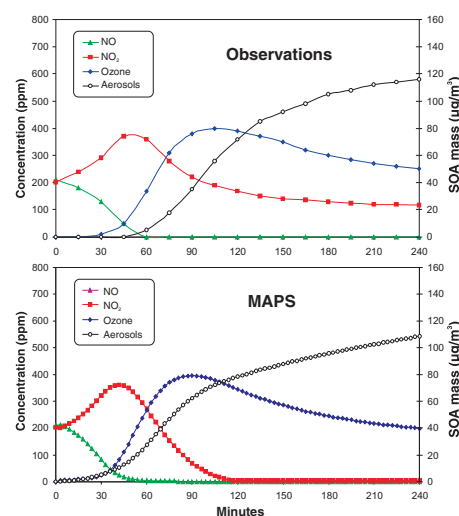 800
700
600
500
400
300
200
100
0
Concentration (ppm)
NO
NO₂
Ozone
Aerosols
Observations
160
140
120
100
80
60
40
20
0
SOA mass (μg/m³)
0 30 60 90 120 150 180 210 240
800
700
600
500
400
300
200
100
0
Concentration (ppm)
NO
NO₂
Ozone
Aerosols
MAPS
160
140
120
100
80
60
40
20
0
SOA mass (μg/m³)
0 30 60 90 120 150 180 210 240
Minutes